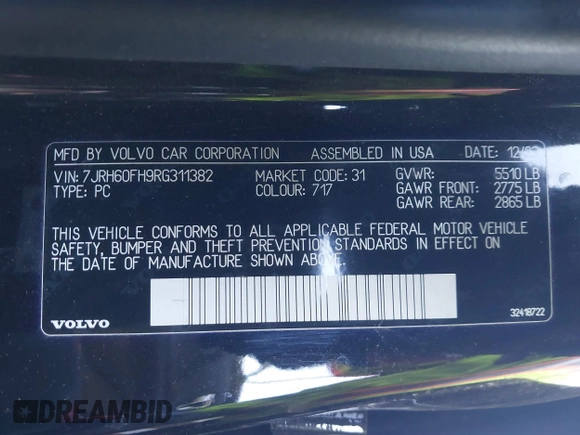 MFD BY VOLVO CAR CORPORATION ASSEMBLED IN USA DATE: 12/
VIN: 7JRH60FH9RG311382 MARKET CODE: 31 GVWR: 5510 LB
TYPE: PC COLOUR: 717 GAWR FRONT: 2775 LB
GAWR REAR: 2865 LB
THIS VEHICLE CONFORMS TO ALL APPLICABLE FEDERAL MOTOR VEHICLE
SAFETY, BUMPER AND THEFT PREVENTION STANDARDS IN EFFECT ON
THE DATE OF MANUFACTURE SHOWN ABOVE.
VOLVO
32418722
DREAMBID